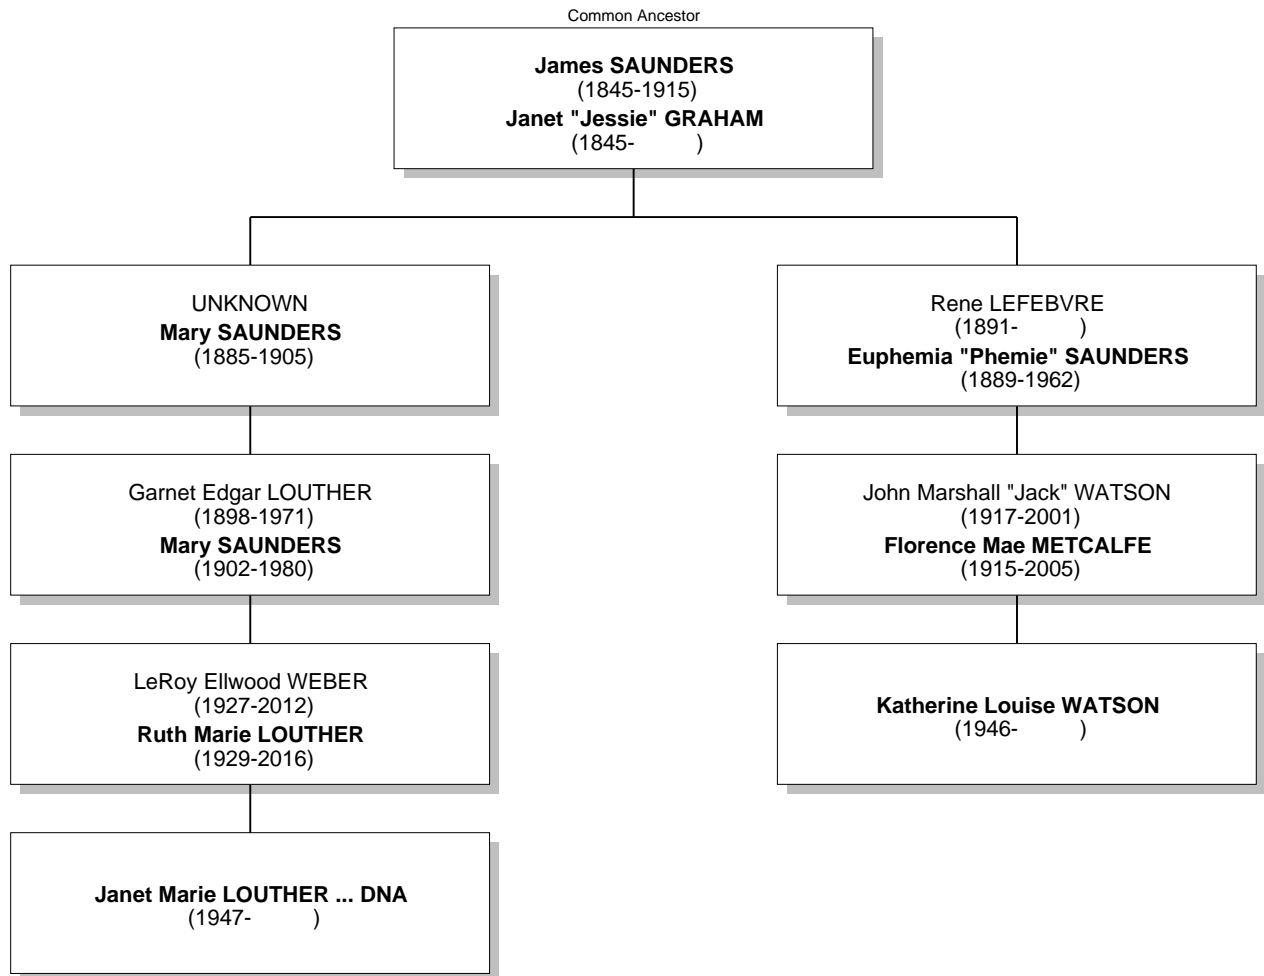 Common Ancestor
James SAUNDERS
(1845-1915)
Janet "Jessie" GRAHAM
(1845- )
UNKNOWN
Mary SAUNDERS
(1885-1905)
Rene LEFEBVRE
(1891- )
Euphemia "Phemie" SAUNDERS
(1889-1962)
Garnet Edgar LOUTHER
(1898-1971)
Mary SAUNDERS
(1902-1980)
John Marshall "Jack" WATSON
(1917-2001)
Florence Mae METCALFE
(1915-2005)
LeRoy Ellwood WEBER
(1927-2012)
Ruth Marie LOUTHER
(1929-2016)
Katherine Louise WATSON
(1946- )
Janet Marie LOUTHER ... DNA
(1947- )